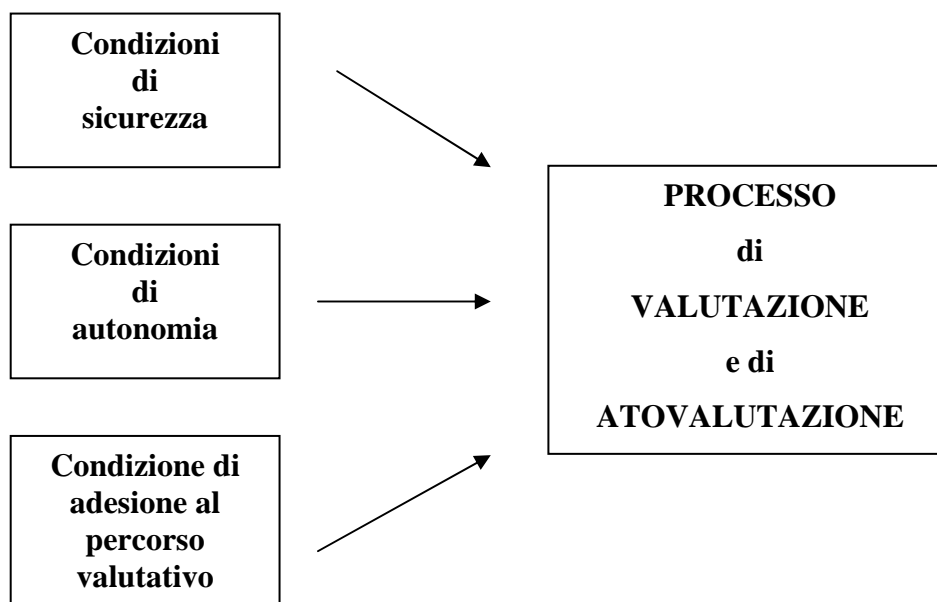 Condizioni
di
sicurezza
Condizioni
di
autonomia
Condizione di
adesione al
percorso
valutativo
PROCESSO
di
VALUTAZIONE
e di
ATOVALUTAZIONE